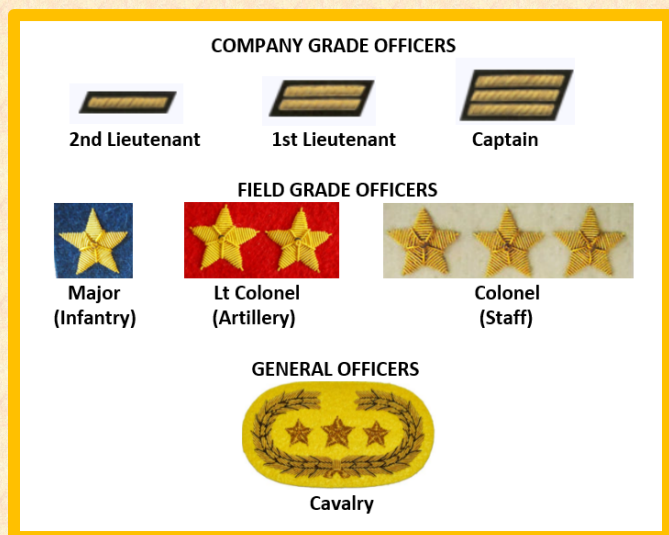 COMPANY GRADE OFFICERS
2nd Lieutenant 1st Lieutenant Captain
FIELD GRADE OFFICERS
Major Lt Colonel Colonel
(Infantry) (Artillery) (Staff)
GENERAL OFFICERS
Cavalry